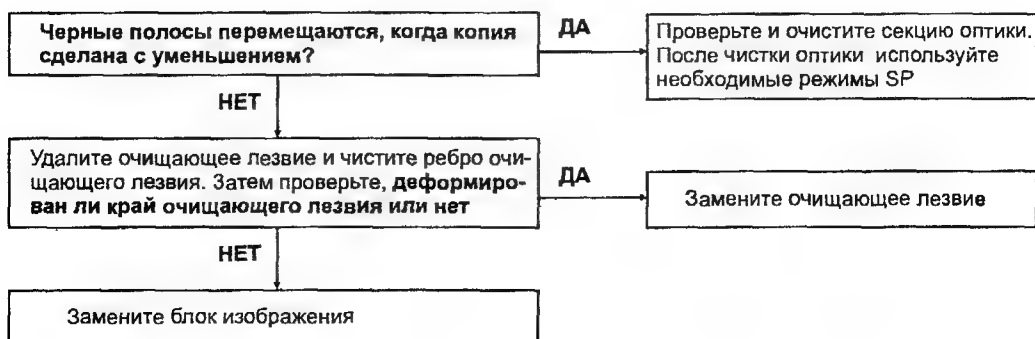 Черные полосы перемещаются, когда копия
сделана с уменьшением?
ДА
Проверьте и очистите секцию оптики.
После чистки оптики используйте
необходимые режимы SP
НЕТ
Удалите очищающее лезвие и чистите ребро очи-
щающего лезвия. Затем проверьте, деформиро-
ван ли край очищающего лезвия или нет
ДА
Замените очищающее лезвие
НЕТ
Замените блок изображения